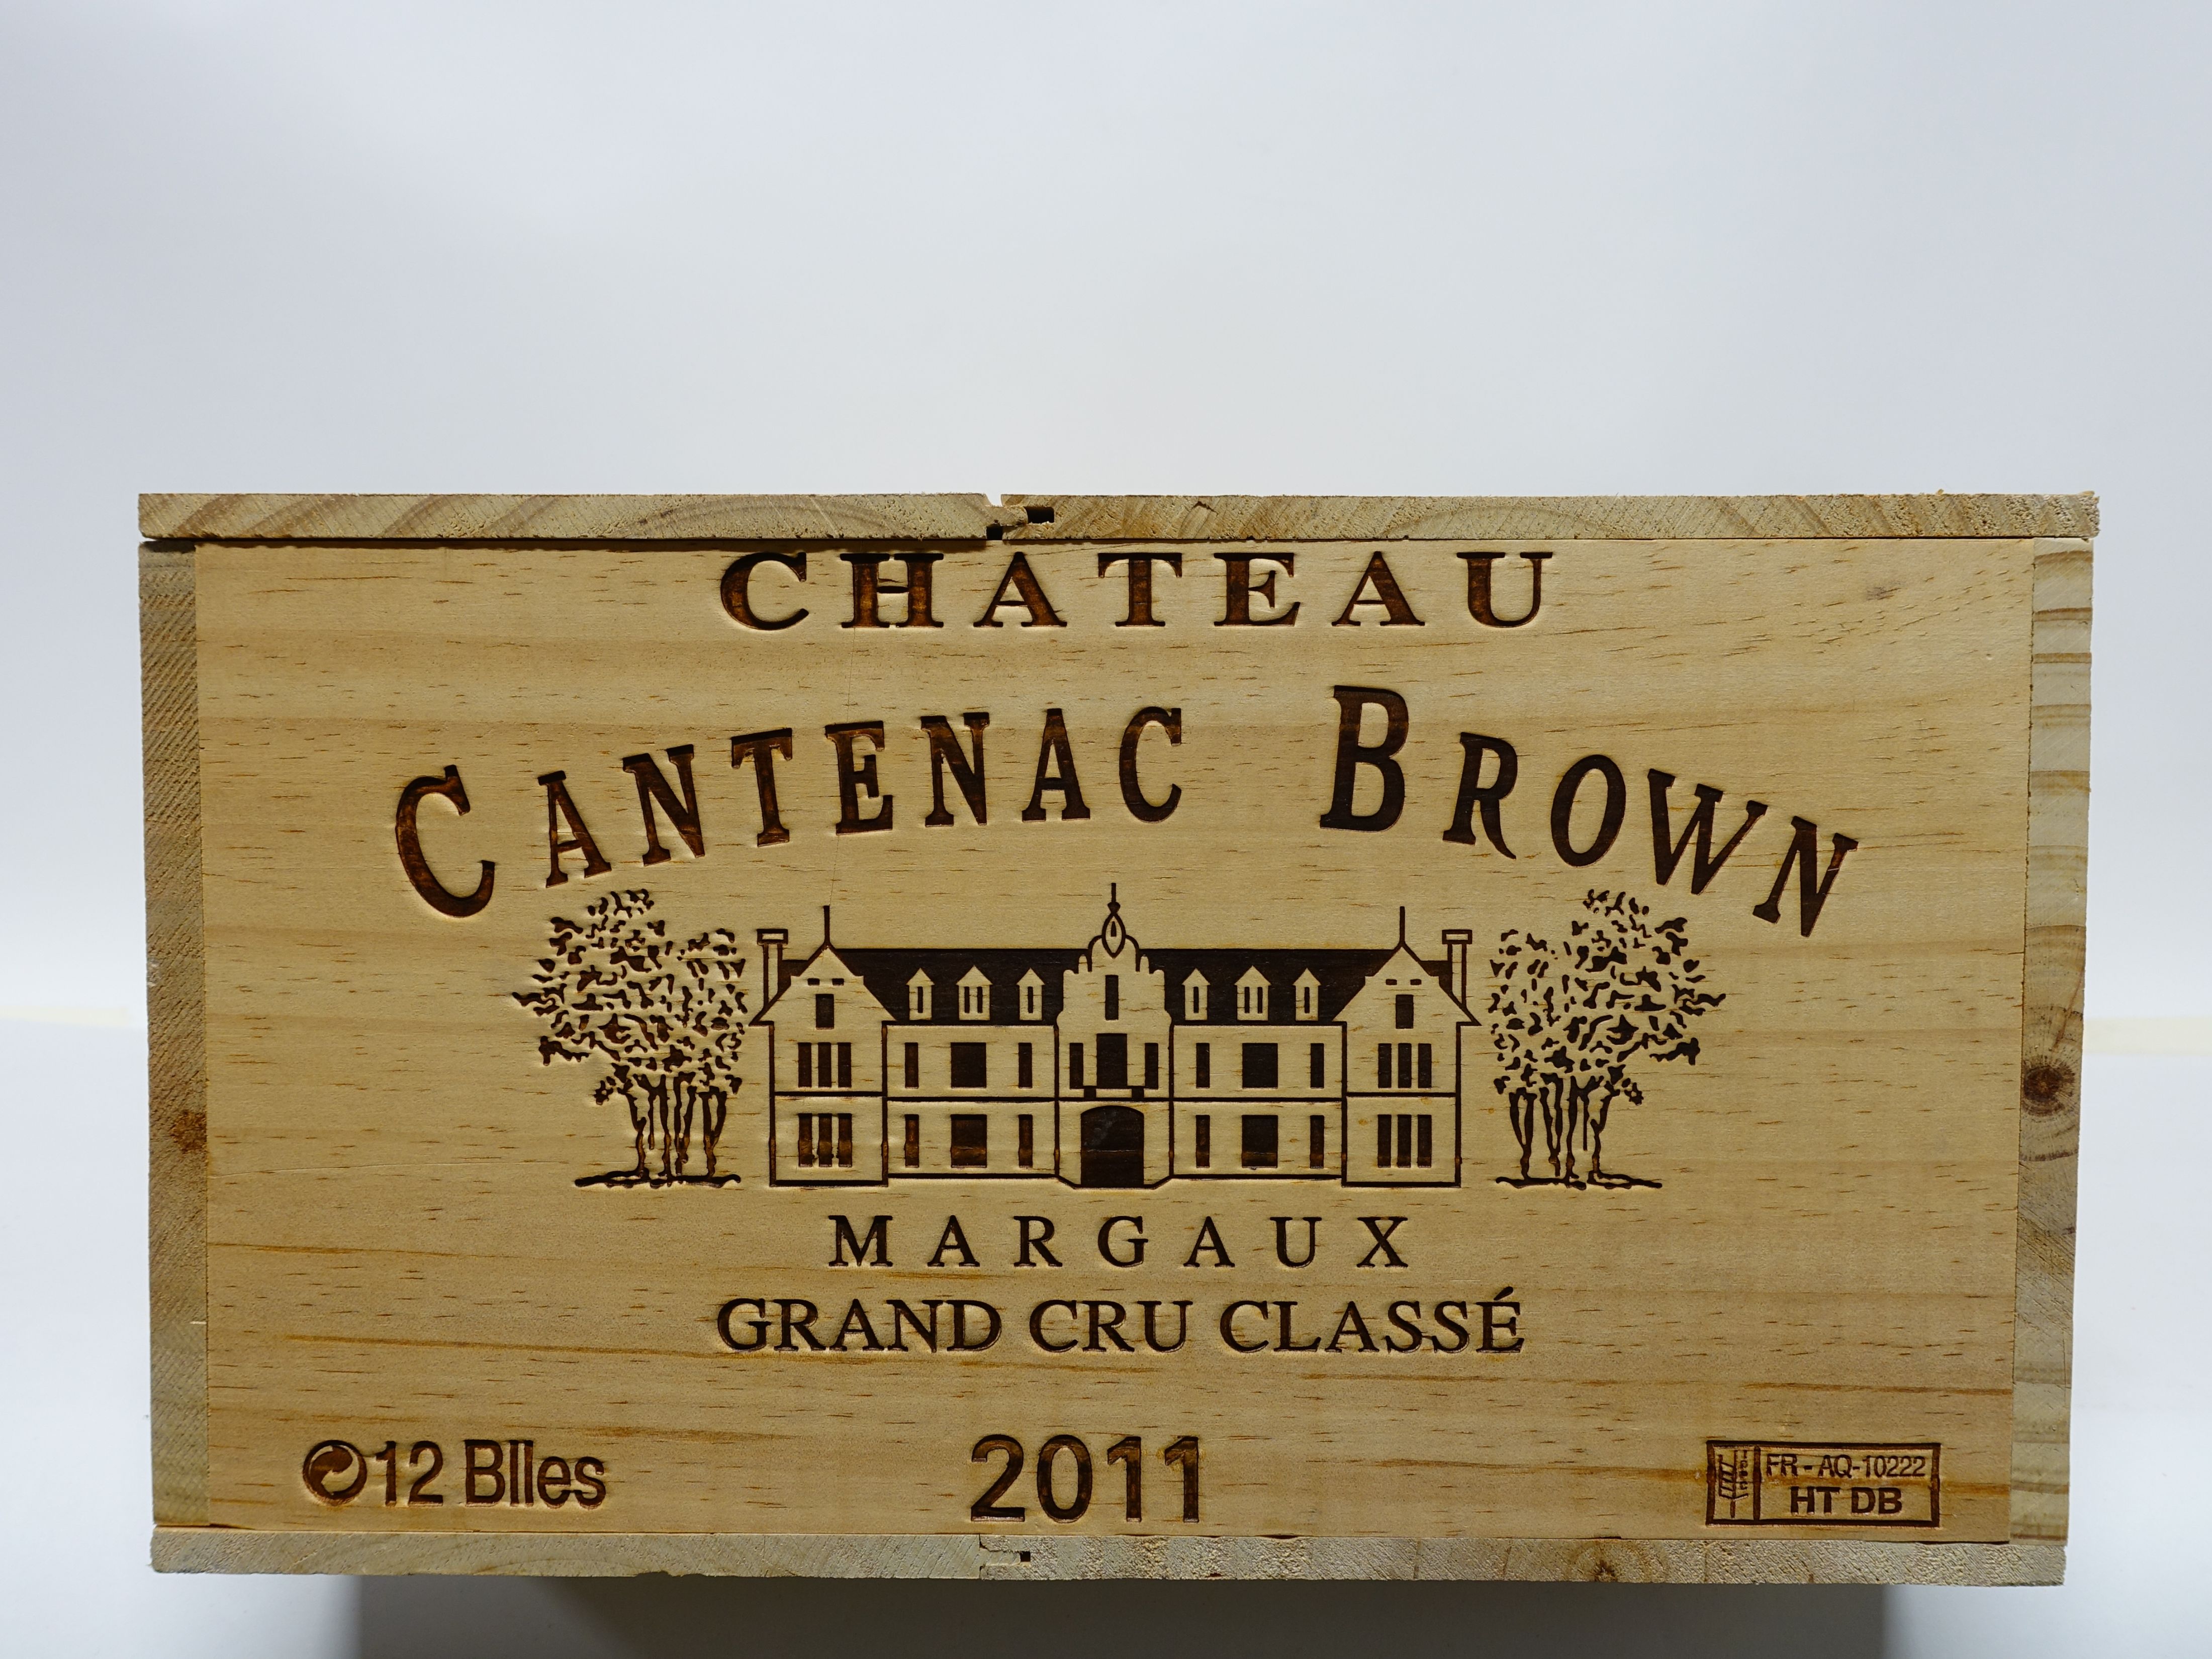 CHATEAU
CANTENAC BROWN
MARGAUX
GRAND CRU CLASSÉ
12 Blles
2011
FR - AQ-10222
HT DB